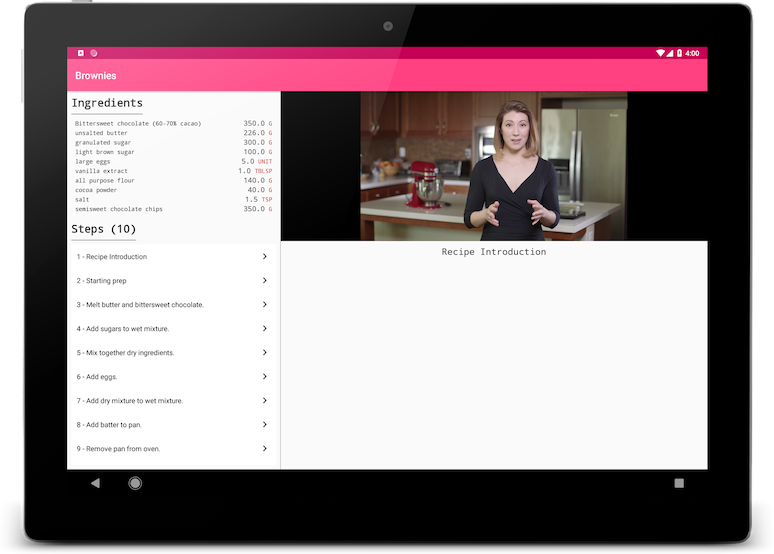 4:00
Brownies
Ingredients
Bittersweet chocolate (60-70% cacao) 350.0 G
unsalted butter 226.0 G
granulated sugar 300.0 G
light brown sugar 100.0 G
large eggs 5.0 UNIT
vanilla extract 1.0 TBLSP
all purpose flour 140.0 G
cocoa powder 40.0 G
salt 1.5 TSP
semisweet chocolate chips 350.0 G
Steps (10)
1 - Recipe Introduction
2 - Starting prep
3 - Melt butter and bittersweet chocolate.
4 - Add sugars to wet mixture.
5 - Mix together dry ingredients.
6 - Add eggs.
7 - Add dry mixture to wet mixture.
8 - Add batter to pan.
9 - Remove pan from oven.
Recipe Introduction